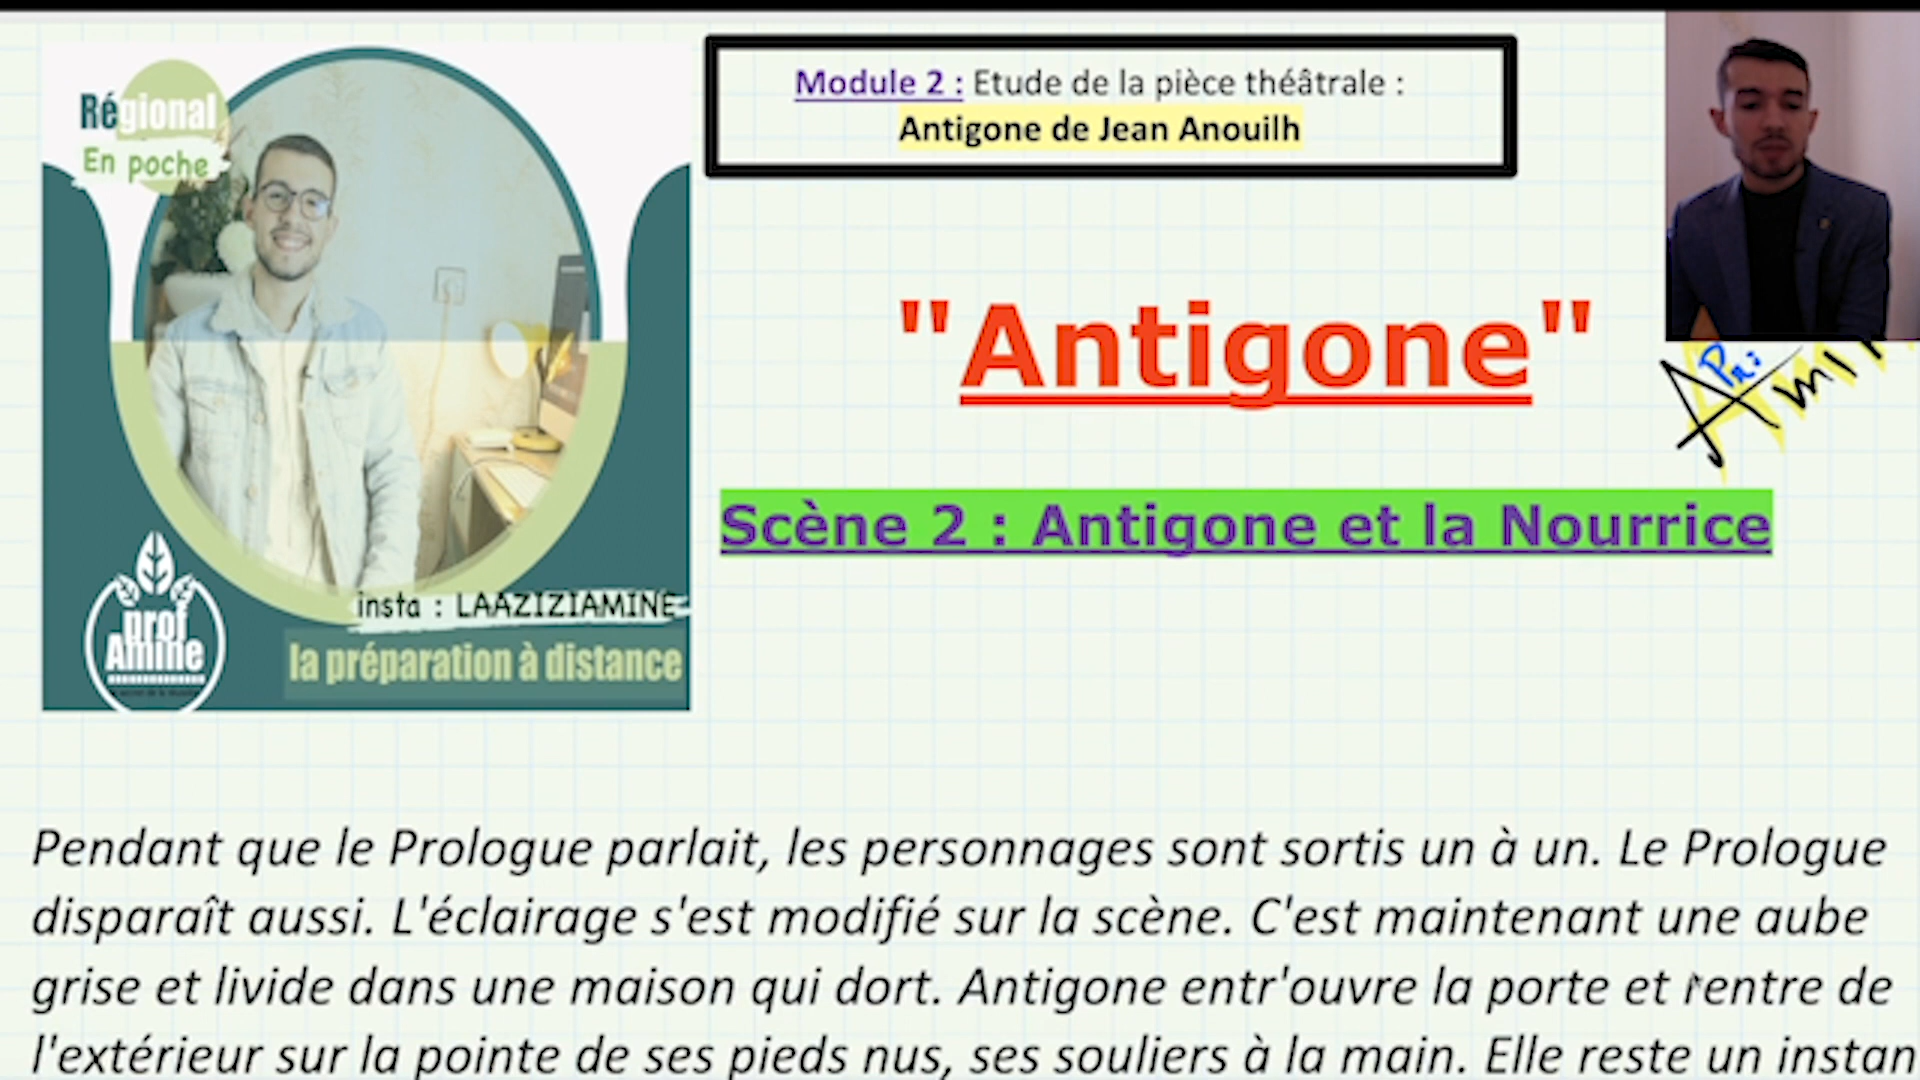 Régional
En poche
insta : LAAZIZIAMINE
prof
Amine
la préparation à distance
Module 2 : Etude de la pièce théâtrale :
Antigone de Jean Anouilh
"Antigone"
Pr:
Amin
Scène 2 : Antigone et la Nourrice
Pendant que le Prologue parlait, les personnages sont sortis un à un. Le Prologue
disparaît aussi. L'éclairage s'est modifié sur la scène. C'est maintenant une aube
grise et livide dans une maison qui dort. Antigone entr'ouvre la porte et rentre de
l'extérieur sur la pointe de ses pieds nus, ses souliers à la main. Elle reste un instan